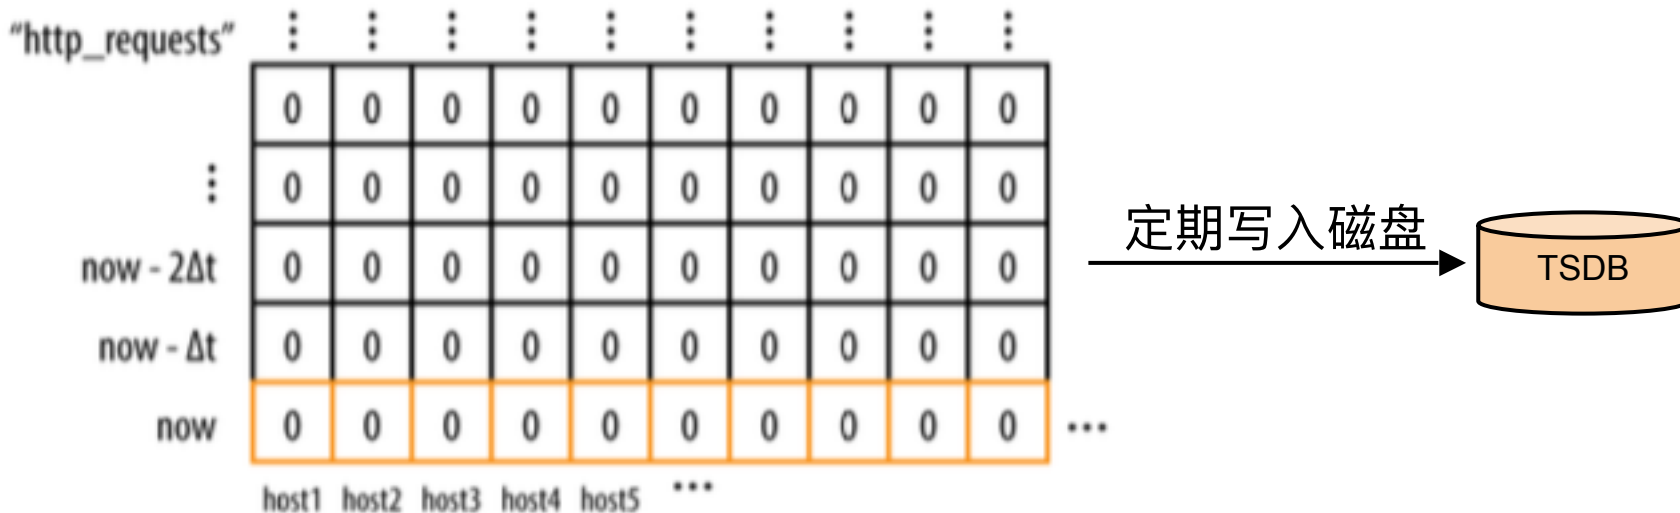 “http_requests”
0 0 0 0 0 0 0 0 0 0
0 0 0 0 0 0 0 0 0 0
now - 2Δt 0 0 0 0 0 0 0 0 0 0
now - Δt 0 0 0 0 0 0 0 0 0 0
now 0 0 0 0 0 0 0 0 0 0 ...
host1 host2 host3 host4 host5 ...
定期写入磁盘
TSDB